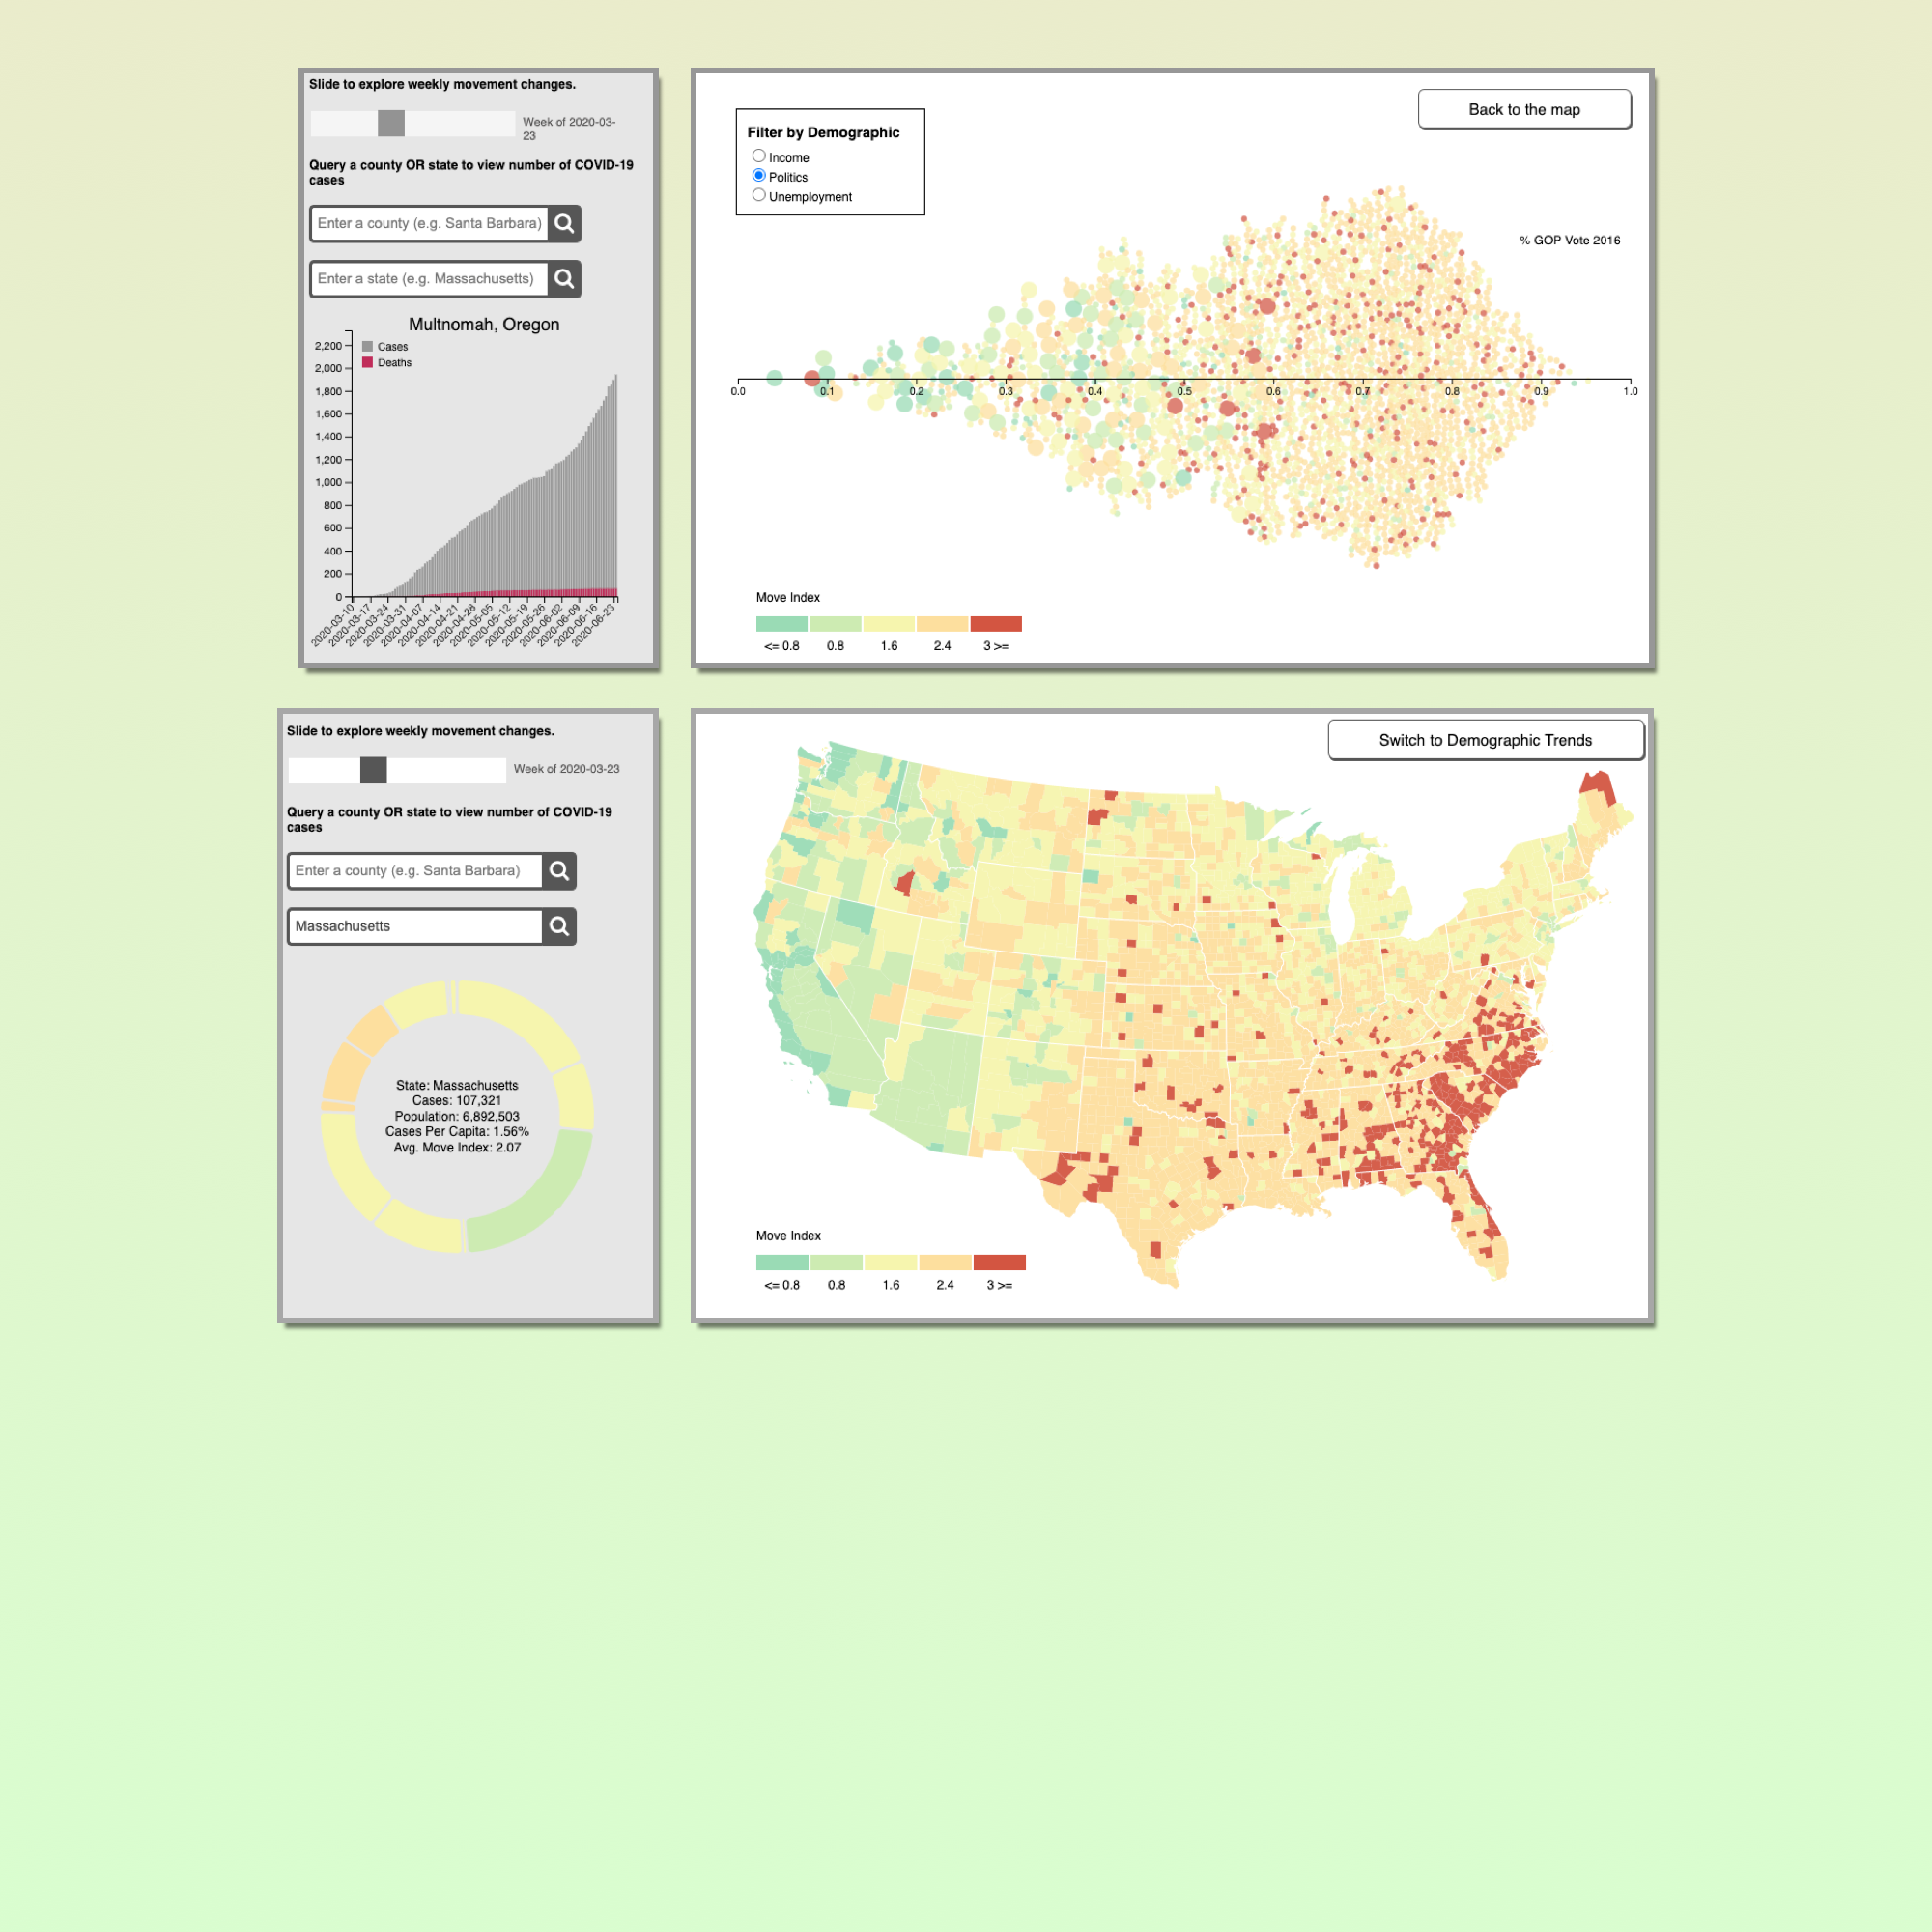 Slide to explore weekly movement changes.
Week of 2020-03-
23
Query a county OR state to view number of COVID-19
cases
Enter a county (e.g. Santa Barbara)
Enter a state (e.g. Massachusetts)
Multnomah, Oregon
Cases
Deaths
2,200
2,000
1,800
1,600
1,400
1,200
1,000
800
600
400
200
0
2020-03-10
2020-03-17
2020-03-24
2020-03-31
2020-04-07
2020-04-14
2020-04-21
2020-04-28
2020-05-05
2020-05-12
2020-05-19
2020-05-26
2020-06-02
2020-06-09
2020-06-16
2020-06-23
Back to the map
Filter by Demographic
Income
Politics
Unemployment
% GOP Vote 2016
0.0 0.1 0.2 0.3 0.4 0.5 0.6 0.7 0.8 0.9 1.0
Move Index
<= 0.8 0.8 1.6 2.4 3 >=
Slide to explore weekly movement changes.
Week of 2020-03-23
Query a county OR state to view number of COVID-19
cases
Enter a county (e.g. Santa Barbara)
Massachusetts
State: Massachusetts
Cases: 107,321
Population: 6,892,503
Cases Per Capita: 1.56%
Avg. Move Index: 2.07
Switch to Demographic Trends
Move Index
<= 0.8 0.8 1.6 2.4 3 >=